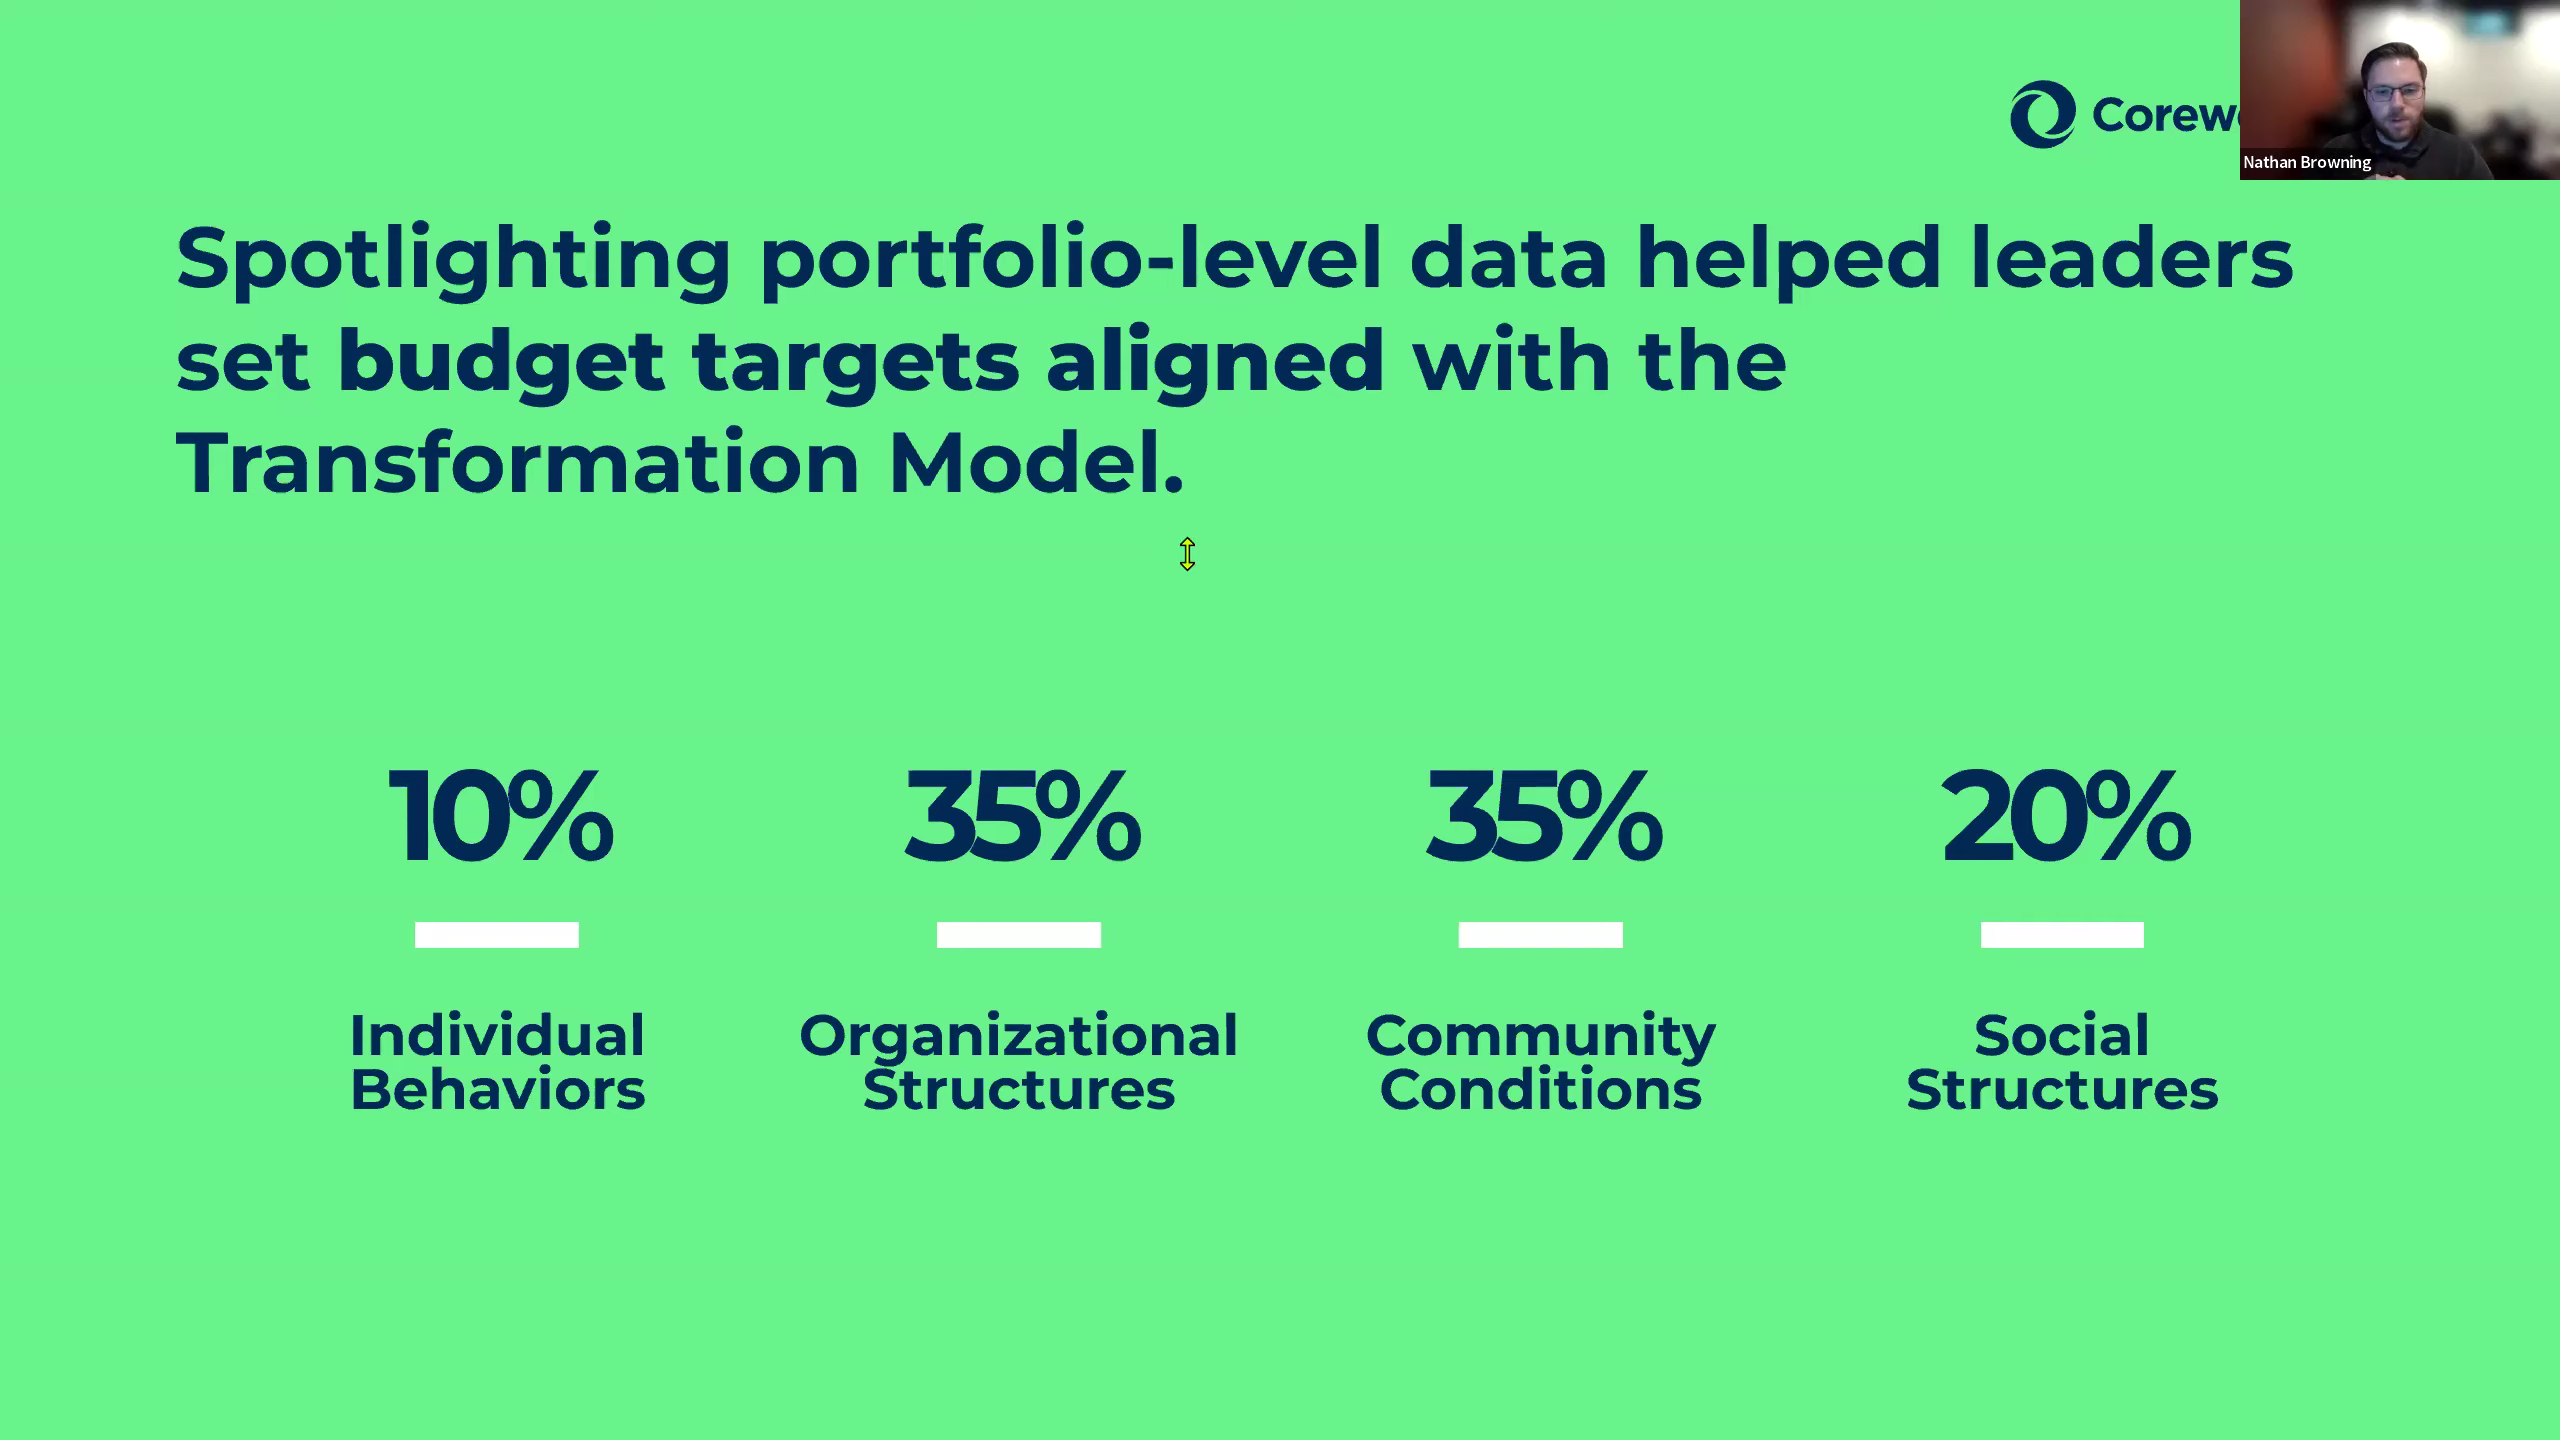 Nathan Browning
Spotlighting portfolio-level data helped leaders
set budget targets aligned with the
Transformation Model.
10%
35%
35%
20%
Individual
Behaviors
Organizational
Structures
Community
Conditions
Social
Structures